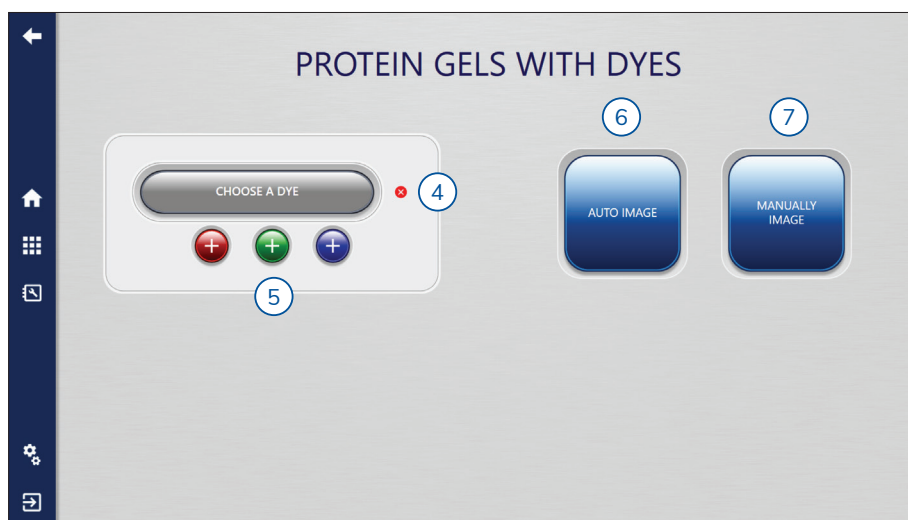 PROTEIN GELS WITH DYES
6
7
CHOOSE A DYE
4
AUTO IMAGE
MANUALLY
IMAGE
5